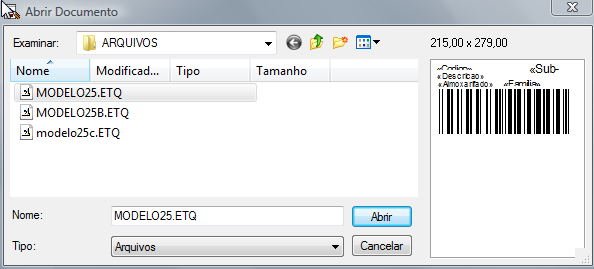 Abrir Documento
Examinar: ARQUIVOS 215,00 x 279,00
Nome Modificad... Tipo Tamanho
MODELO25.ETQ
MODELO25B.ETQ
modelo25c.ETQ
«Codigo» «Sub-
«Descricao»
«Almoxarifado» «Familia»
Nome: MODELO25.ETQ Abrir
Tipo: Arquivos Cancelar